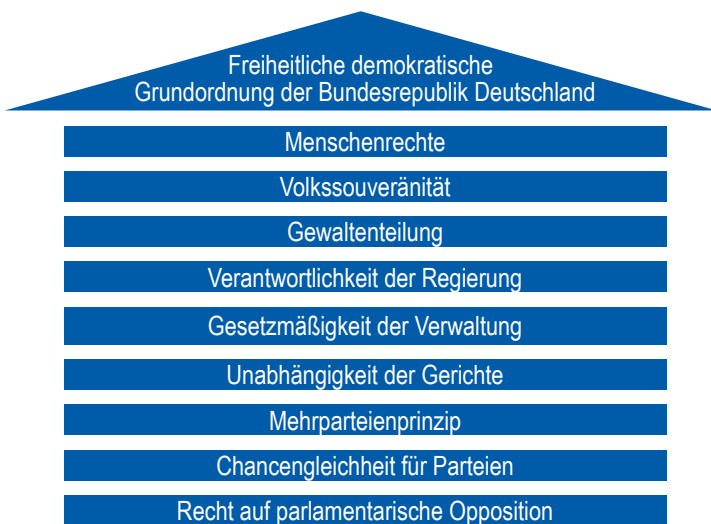 Freiheitliche demokratische
Grundordnung der Bundesrepublik Deutschland
Menschenrechte
Volkssouveränität
Gewaltenteilung
Verantwortlichkeit der Regierung
Gesetzmäßigkeit der Verwaltung
Unabhängigkeit der Gerichte
Mehrparteienprinzip
Chancengleichheit für Parteien
Recht auf parlamentarische Opposition